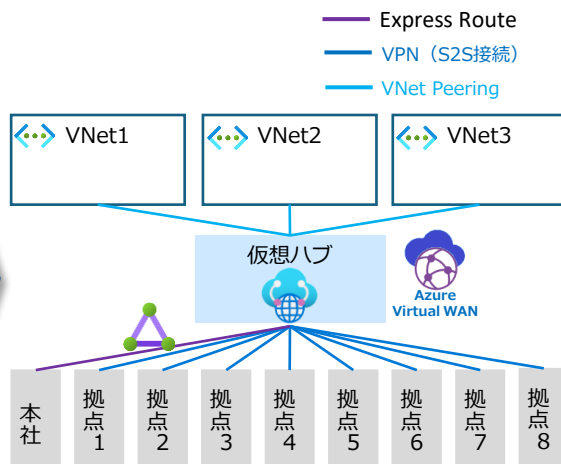 Express Route
VPN（S2S接続）
VNet Peering
VNet1
VNet2
VNet3
仮想ハブ
Azure
Virtual WAN
本社
拠点1
拠点2
拠点3
拠点4
拠点5
拠点6
拠点7
拠点8